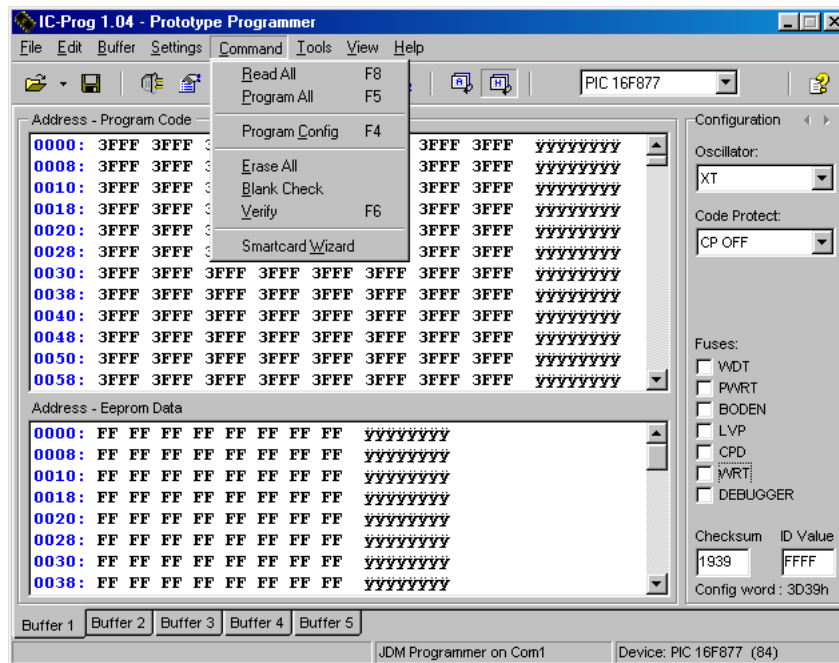 IC-Prog 1.04 - Prototype Programmer
File Edit Buffer Settings Command Tools View Help
Read All F8
Program All F5
Program Config F4
Erase All
Blank Check
Verify F6
Smartcard Wizard
PIC 16F877
Address - Program Code
0000: 3FFF 3FFF 3FFF 3FFF ÿÿÿÿÿÿÿÿ
0008: 3FFF 3FFF 3FFF 3FFF ÿÿÿÿÿÿÿÿ
0010: 3FFF 3FFF 3FFF 3FFF ÿÿÿÿÿÿÿÿ
0018: 3FFF 3FFF 3FFF 3FFF ÿÿÿÿÿÿÿÿ
0020: 3FFF 3FFF 3FFF 3FFF ÿÿÿÿÿÿÿÿ
0028: 3FFF 3FFF 3FFF 3FFF ÿÿÿÿÿÿÿÿ
0030: 3FFF 3FFF 3FFF 3FFF 3FFF 3FFF 3FFF 3FFF ÿÿÿÿÿÿÿÿ
0038: 3FFF 3FFF 3FFF 3FFF 3FFF 3FFF 3FFF 3FFF ÿÿÿÿÿÿÿÿ
0040: 3FFF 3FFF 3FFF 3FFF 3FFF 3FFF 3FFF 3FFF ÿÿÿÿÿÿÿÿ
0048: 3FFF 3FFF 3FFF 3FFF 3FFF 3FFF 3FFF 3FFF ÿÿÿÿÿÿÿÿ
0050: 3FFF 3FFF 3FFF 3FFF 3FFF 3FFF 3FFF 3FFF ÿÿÿÿÿÿÿÿ
0058: 3FFF 3FFF 3FFF 3FFF 3FFF 3FFF 3FFF 3FFF ÿÿÿÿÿÿÿÿ
Address - Eeprom Data
0000: FF FF FF FF FF FF FF FF ÿÿÿÿÿÿÿÿ
0008: FF FF FF FF FF FF FF FF ÿÿÿÿÿÿÿÿ
0010: FF FF FF FF FF FF FF FF ÿÿÿÿÿÿÿÿ
0018: FF FF FF FF FF FF FF FF ÿÿÿÿÿÿÿÿ
0020: FF FF FF FF FF FF FF FF ÿÿÿÿÿÿÿÿ
0028: FF FF FF FF FF FF FF FF ÿÿÿÿÿÿÿÿ
0030: FF FF FF FF FF FF FF FF ÿÿÿÿÿÿÿÿ
0038: FF FF FF FF FF FF FF FF ÿÿÿÿÿÿÿÿ
Configuration
Oscillator:
XT
Code Protect:
CP OFF
Fuses:
WDT
PWRT
BODEN
LVP
CPD
WRT
DEBUGGER
Checksum ID Value
1939 FFFF
Config word : 3D39h
Buffer 1 Buffer 2 Buffer 3 Buffer 4 Buffer 5
JDM Programmer on Com1 Device: PIC 16F877 (84)